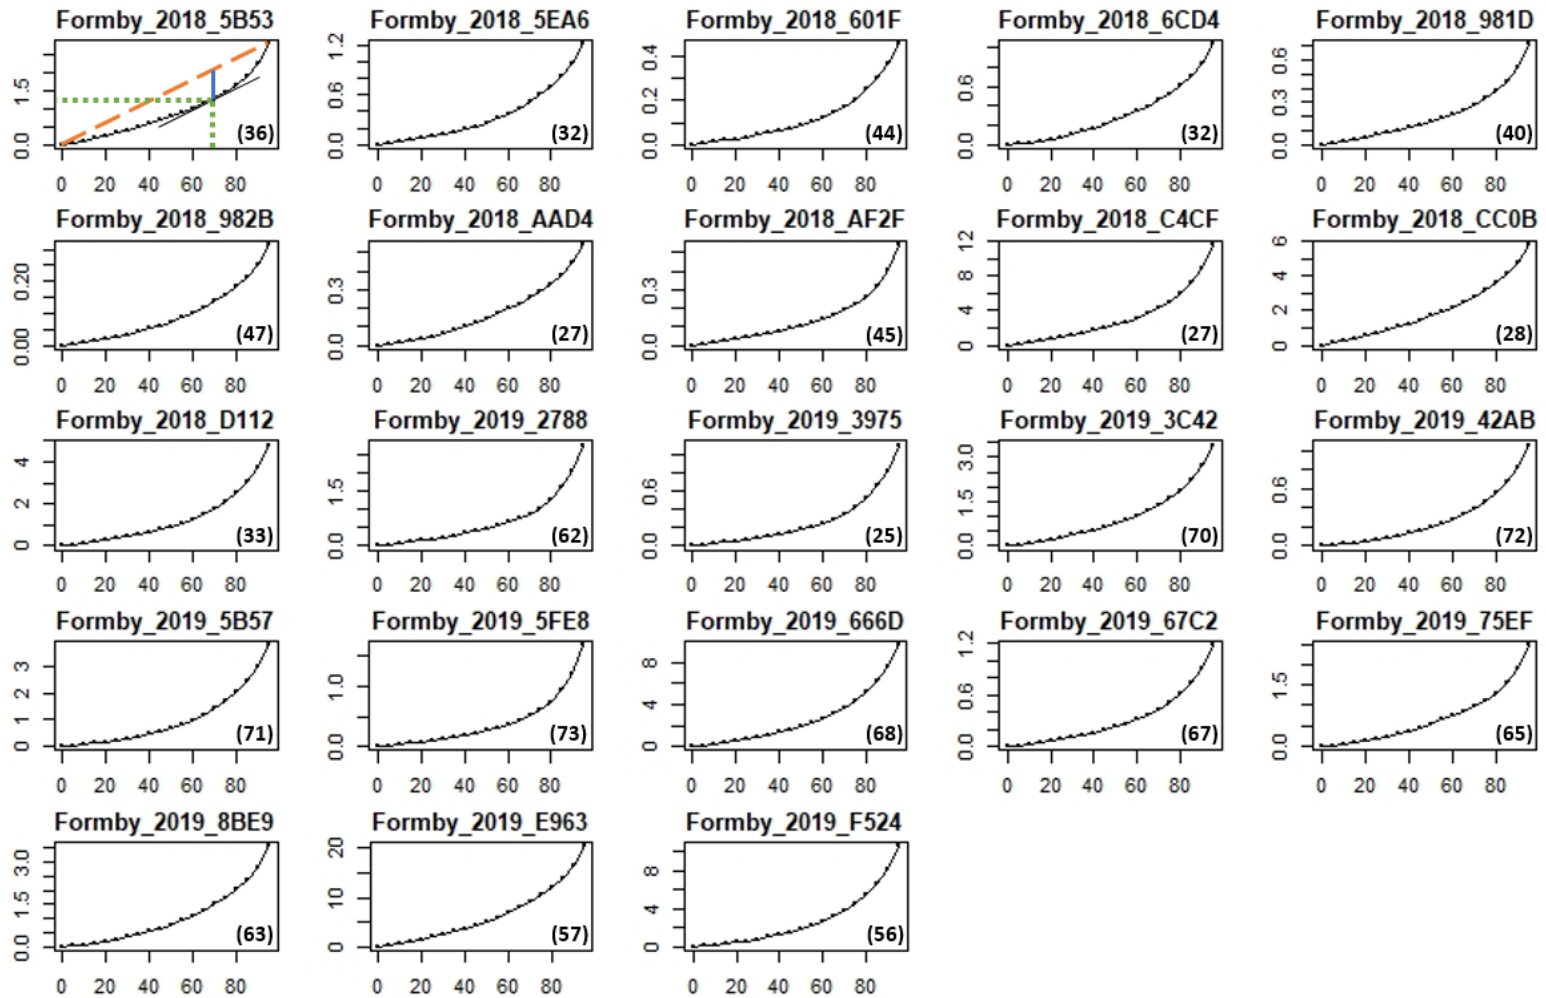 Formby_2018_5B53 Formby_2018_5EA6 Formby_2018_601F Formby_2018_6CD4 Formby_2018_981D
0.0 1.5 (36) 0.0 0.6 1.2 (32) 0.0 0.2 0.4 (44) 0.0 0.6 (32) 0.0 0.3 0.6 (40)
0 20 40 60 80 0 20 40 60 80 0 20 40 60 80 0 20 40 60 80 0 20 40 60 80
Formby_2018_982B Formby_2018_AAD4 Formby_2018_AF2F Formby_2018_C4CF Formby_2018_CC0B
0.00 0.20 (47) 0.0 0.3 (27) 0.0 0.3 (45) 0 4 8 12 (27) 0 2 4 6 (28)
0 20 40 60 80 0 20 40 60 80 0 20 40 60 80 0 20 40 60 80 0 20 40 60 80
Formby_2018_D112 Formby_2019_2788 Formby_2019_3975 Formby_2019_3C42 Formby_2019_42AB
0 2 4 (33) 0.0 1.5 (62) 0.0 0.6 (25) 0.0 1.5 3.0 (70) 0.0 0.6 (72)
0 20 40 60 80 0 20 40 60 80 0 20 40 60 80 0 20 40 60 80 0 20 40 60 80
Formby_2019_5B57 Formby_2019_5FE8 Formby_2019_666D Formby_2019_67C2 Formby_2019_75EF
0 1 2 3 (71) 0.0 1.0 (73) 0 4 8 (68) 0.0 0.6 1.2 (67) 0.0 1.5 (65)
0 20 40 60 80 0 20 40 60 80 0 20 40 60 80 0 20 40 60 80 0 20 40 60 80
Formby_2019_8BE9 Formby_2019_E963 Formby_2019_F524
0.0 1.5 3.0 (63) 0 10 20 (57) 0 4 8 (56)
0 20 40 60 80 0 20 40 60 80 0 20 40 60 80